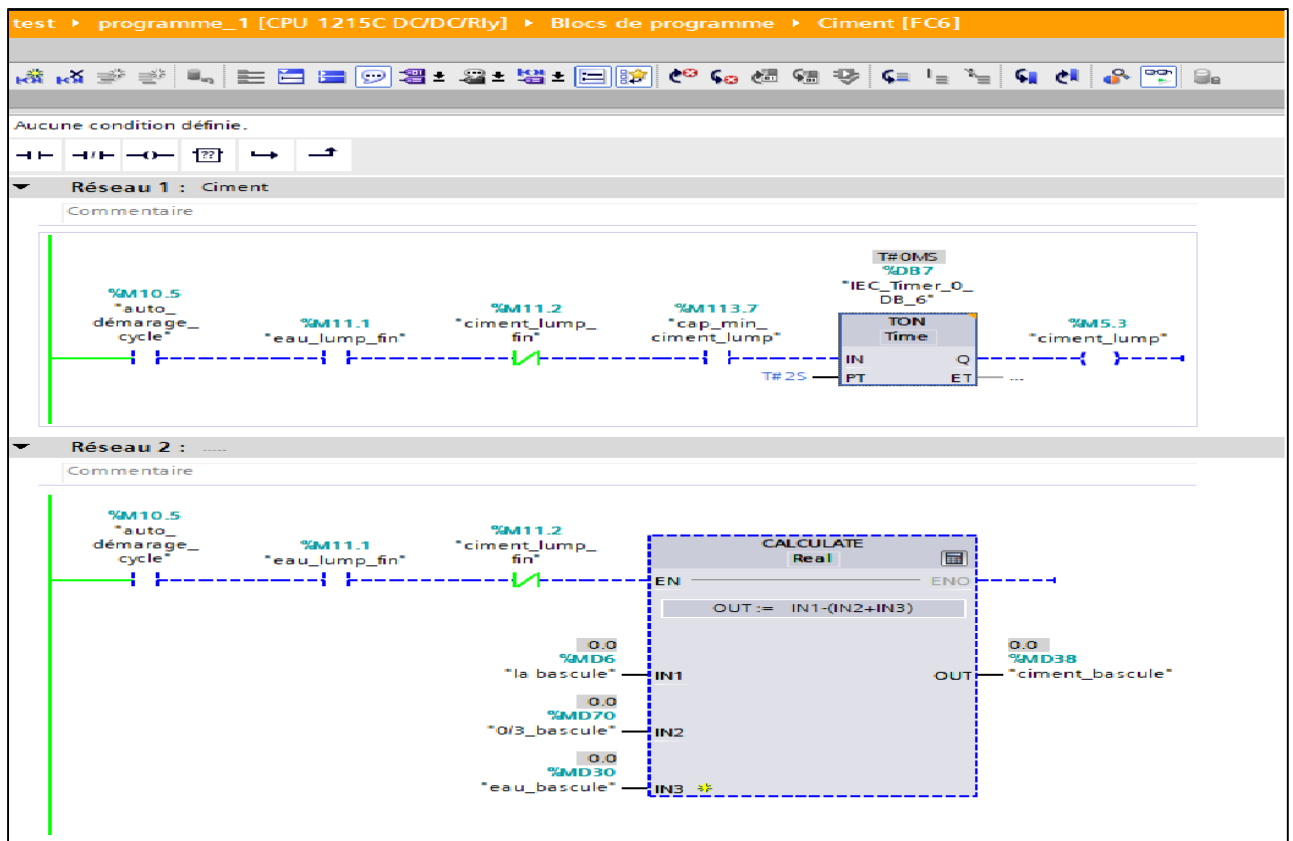 test ▸ programme_1 [CPU 1215C DC/DC/Rly] ▸ Blocs de programme ▸ Ciment [FC6]
Aucune condition définie.
??
Réseau 1 : Ciment
Commentaire
%M10.5
"auto_
démarage_
cycle"
%M11.1
"eau_lump_fin"
%M11.2
"ciment_lump_
fin"
%M113.7
"cap_min_
ciment_lump"
T#0MS
%DB7
"IEC_Timer_0_
DB_6"
TON
Time
IN Q
T#2S PT ET ...
%M5.3
"ciment_lump"
Réseau 2 : .....
Commentaire
%M10.5
"auto_
démarage_
cycle"
%M11.1
"eau_lump_fin"
%M11.2
"ciment_lump_
fin"
CALCULATE
Real
EN ENO
OUT := IN1-(IN2+IN3)
0.0
%MD6
"la bascule" IN1
0.0
%MD70
"0/3_bascule" IN2
0.0
%MD30
"eau_bascule" IN3
0.0
%MD38
OUT "ciment_bascule"